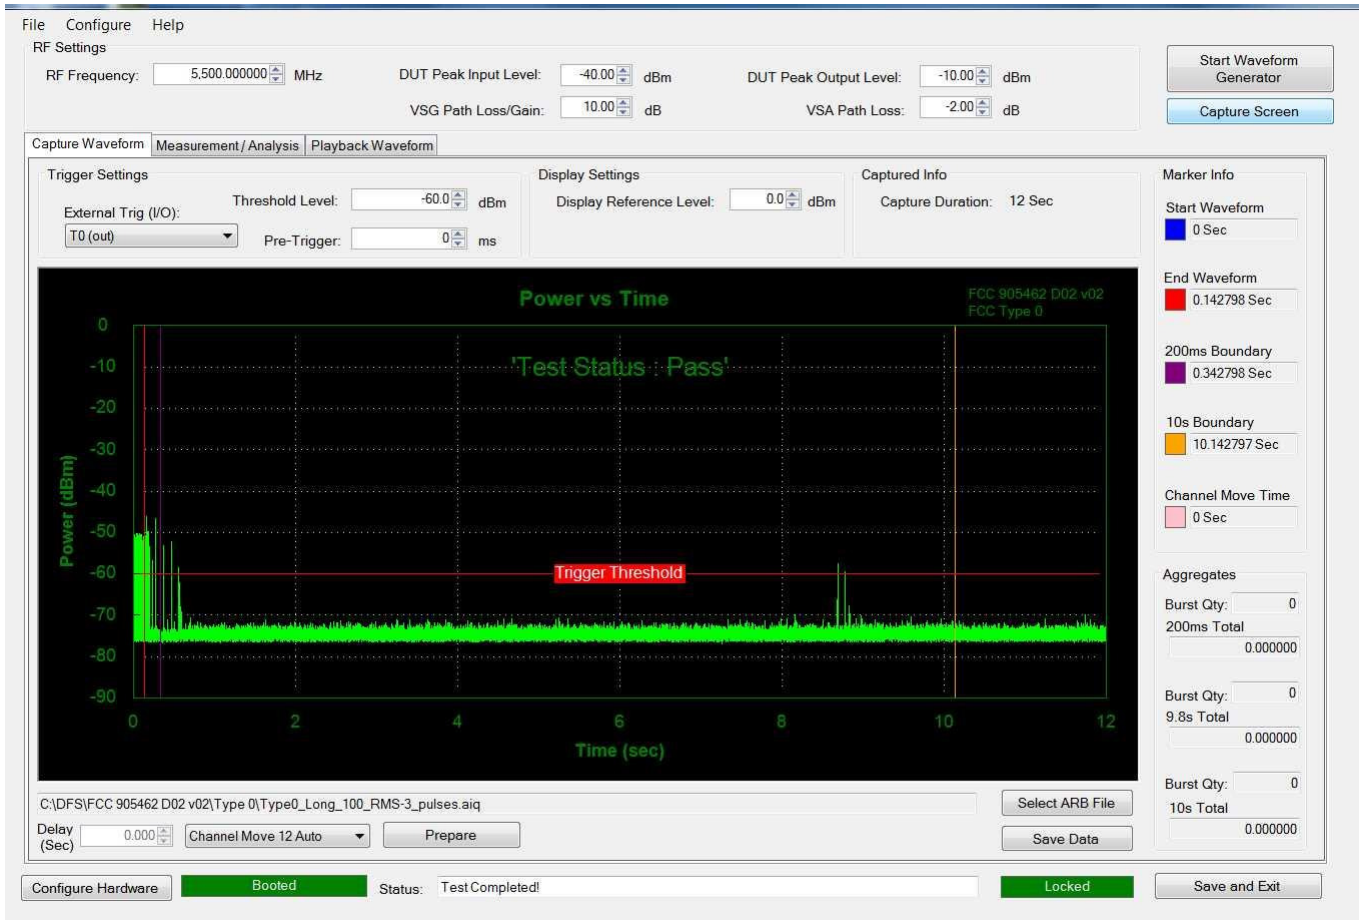 File Configure Help
RF Settings
RF Frequency: 5,500.000000 MHz DUT Peak Input Level: -40.00 dBm DUT Peak Output Level: -10.00 dBm
VSG Path Loss/Gain: 10.00 dB VSA Path Loss: -2.00 dB
Start Waveform
Generator
Capture Screen
Capture Waveform Measurement / Analysis Playback Waveform
Trigger Settings
External Trig (I/O):
T0 (out)
Threshold Level: -60.0 dBm
Pre-Trigger: 0 ms
Display Settings
Display Reference Level: 0.0 dBm
Captured Info
Capture Duration: 12 Sec
Marker Info
Start Waveform
0 Sec
End Waveform
0.142798 Sec
200ms Boundary
0.342798 Sec
10s Boundary
10.142797 Sec
Channel Move Time
0 Sec
Power vs Time
FCC 905462 D02 v02
FCC Type 0
'Test Status : Pass'
Power (dBm)
0
-10
-20
-30
-40
-50
-60
-70
-80
-90
Trigger Threshold
0 2 4 6 8 10 12
Time (sec)
Aggregates
Burst Qty: 0
200ms Total
0.000000
Burst Qty: 0
9.8s Total
0.000000
Burst Qty: 0
10s Total
0.000000
C:\DFS\FCC 905462 D02 v02\Type 0\Type0_Long_100_RMS-3_pulses.aiq
Select ARB File
Delay
(Sec)
0.000 Channel Move 12 Auto Prepare
Save Data
Configure Hardware Booted Status: Test Completed! Locked Save and Exit